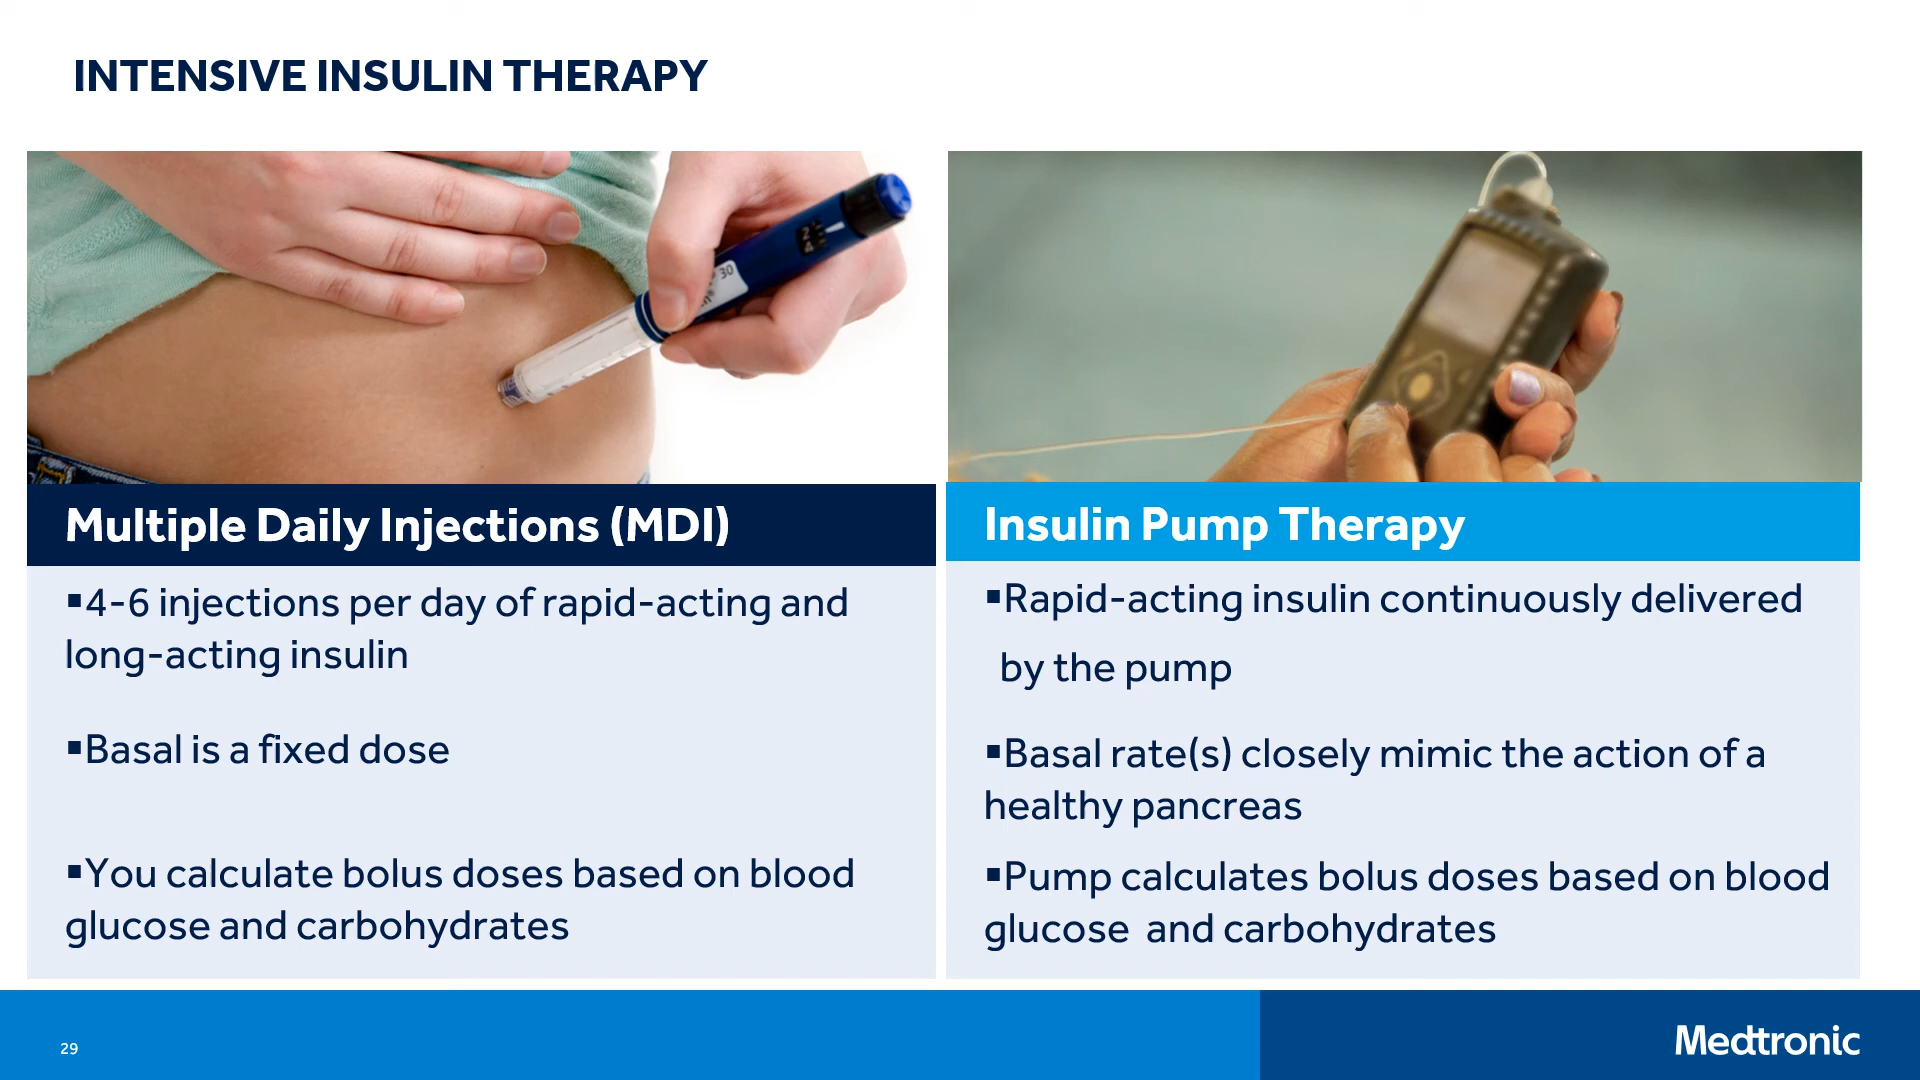 INTENSIVE INSULIN THERAPY
Multiple Daily Injections (MDI)
▪4-6 injections per day of rapid-acting and
long-acting insulin
▪Basal is a fixed dose
▪You calculate bolus doses based on blood
glucose and carbohydrates
Insulin Pump Therapy
▪Rapid-acting insulin continuously delivered
by the pump
▪Basal rate(s) closely mimic the action of a
healthy pancreas
▪Pump calculates bolus doses based on blood
glucose  and carbohydrates
29
Medtronic